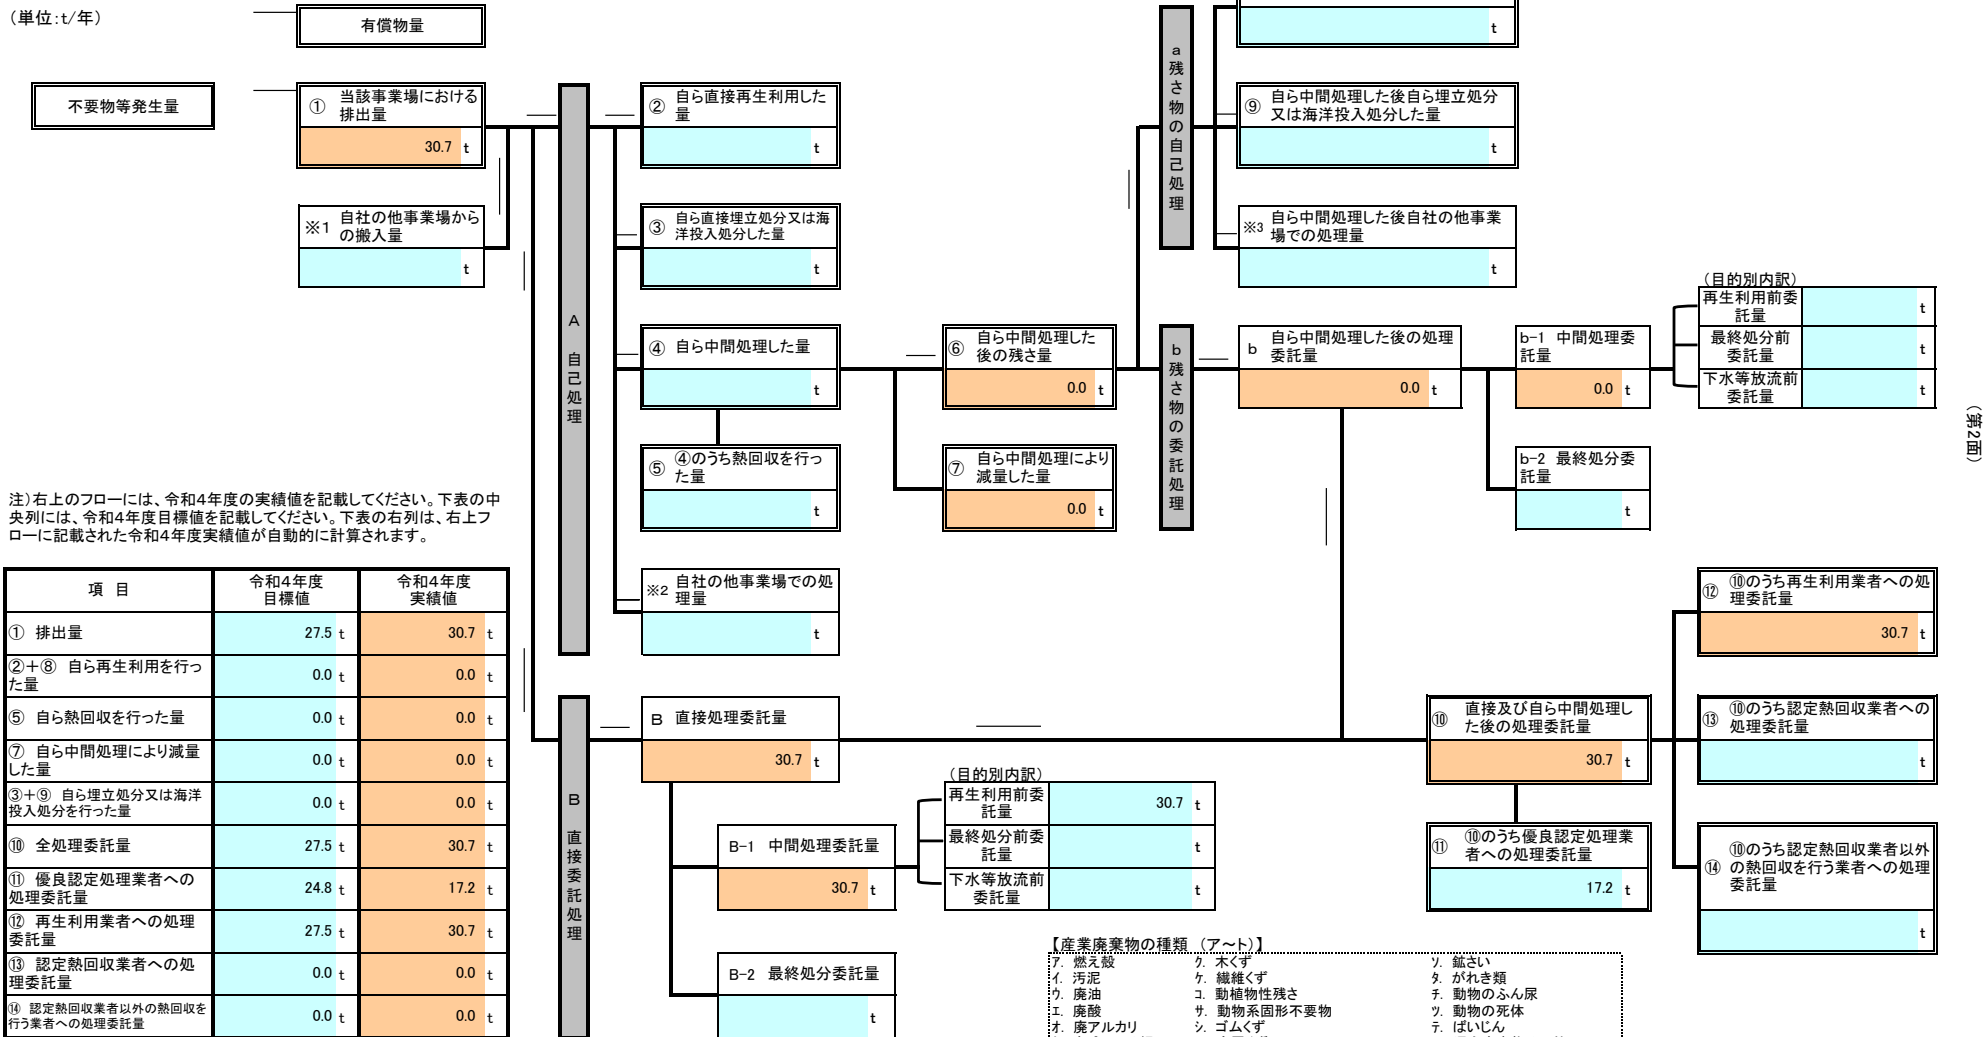 （単位：t/年）
有償物量
不要物等発生量
① 当該事業場における
排出量
30.7 t
※1 自社の他事業場から
の搬入量
t
A 自己処理
② 自ら直接再生利用した
量
t
③ 自ら直接埋立処分又は海
洋投入処分した量
t
④ 自ら中間処理した量
t
⑤ ④のうち熱回収を行っ
た量
t
※2 自社の他事業場での処
理量
t
⑥ 自ら中間処理した
後の残さ量
0.0 t
⑦ 自ら中間処理により
減量した量
0.0 t
a 残さ物の自己処理
t
⑨ 自ら中間処理した後自ら埋立処分
又は海洋投入処分した量
t
※3 自ら中間処理した後自社の他事業
場での処理量
t
b 残さ物の委託処理
b 自ら中間処理した後の処理
委託量
0.0 t
b-1 中間処理委
託量
0.0 t
b-2 最終処分委
託量
t
（目的別内訳）
再生利用前委
託量
t
最終処分前
委託量
t
下水等放流前
委託量
t
（第2面）
注）右上のフローには、令和4年度の実績値を記載してください。下表の中
央列には、令和4年度目標値を記載してください。下表の右列は、右上フ
ローに記載された令和4年度実績値が自動的に計算されます。
項 目 令和4年度 令和4年度
目標値 実績値
① 排出量 27.5 t 30.7 t
②＋⑧ 自ら再生利用を行っ
た量 0.0 t 0.0 t
⑤ 自ら熱回収を行った量 0.0 t 0.0 t
⑦ 自ら中間処理により減量
した量 0.0 t 0.0 t
③＋⑨ 自ら埋立処分又は海洋
投入処分を行った量 0.0 t 0.0 t
⑩ 全処理委託量 27.5 t 30.7 t
⑪ 優良認定処理業者への
処理委託量 24.8 t 17.2 t
⑫ 再生利用業者への処理
委託量 27.5 t 30.7 t
⑬ 認定熱回収業者への処
理委託量 0.0 t 0.0 t
⑭ 認定熱回収業者以外の熱回収を
行う業者への処理委託量 0.0 t 0.0 t
B 直接委託処理
B 直接処理委託量
30.7 t
B-1 中間処理委託量
30.7 t
B-2 最終処分委託量
t
（目的別内訳）
再生利用前委
託量
30.7 t
最終処分前委
託量
t
下水等放流前
委託量
t
⑩ 直接及び自ら中間処理し
た後の処理委託量
30.7 t
⑪ ⑩のうち優良認定処理業
者への処理委託量
17.2 t
⑫ ⑩のうち再生利用業者への処
理委託量
30.7 t
⑬ ⑩のうち認定熱回収業者への
処理委託量
t
⑭ ⑩のうち認定熱回収業者以外
の熱回収を行う業者への処理
委託量
t
【産業廃棄物の種類 （ア～ト）】
ア. 燃え殻 ク. 木くず ソ. 鉱さい
イ. 汚泥 ケ. 繊維くず タ. がれき類
ウ. 廃油 コ. 動植物性残さ チ. 動物のふん尿
エ. 廃酸 サ. 動物系固形不要物 ツ. 動物の死体
オ. 廃アルカリ シ. ゴムくず テ. ばいじん